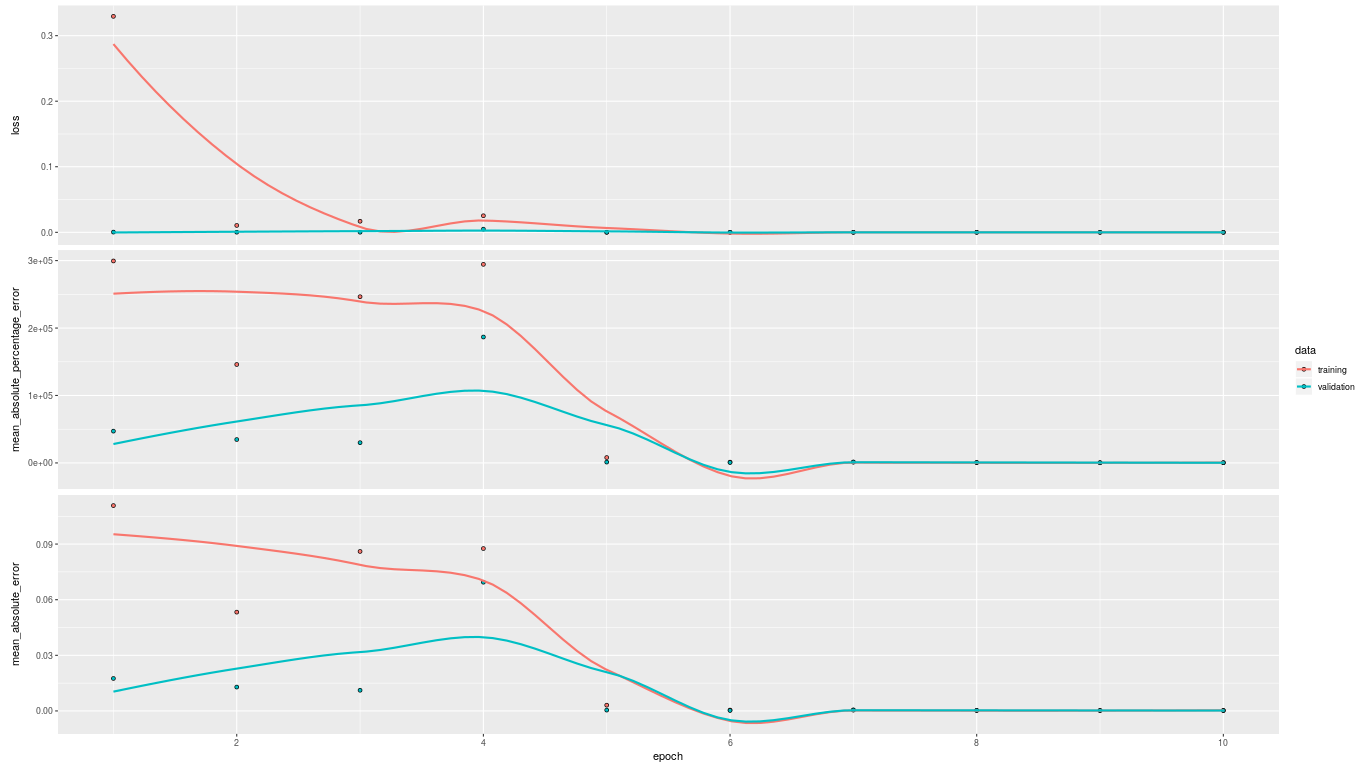 loss
0.3
0.2
0.1
0.0
mean_absolute_percentage_error
3e+05
2e+05
1e+05
0e+00
mean_absolute_error
0.09
0.06
0.03
0.00
2 4 6 8 10
epoch
data
training
validation